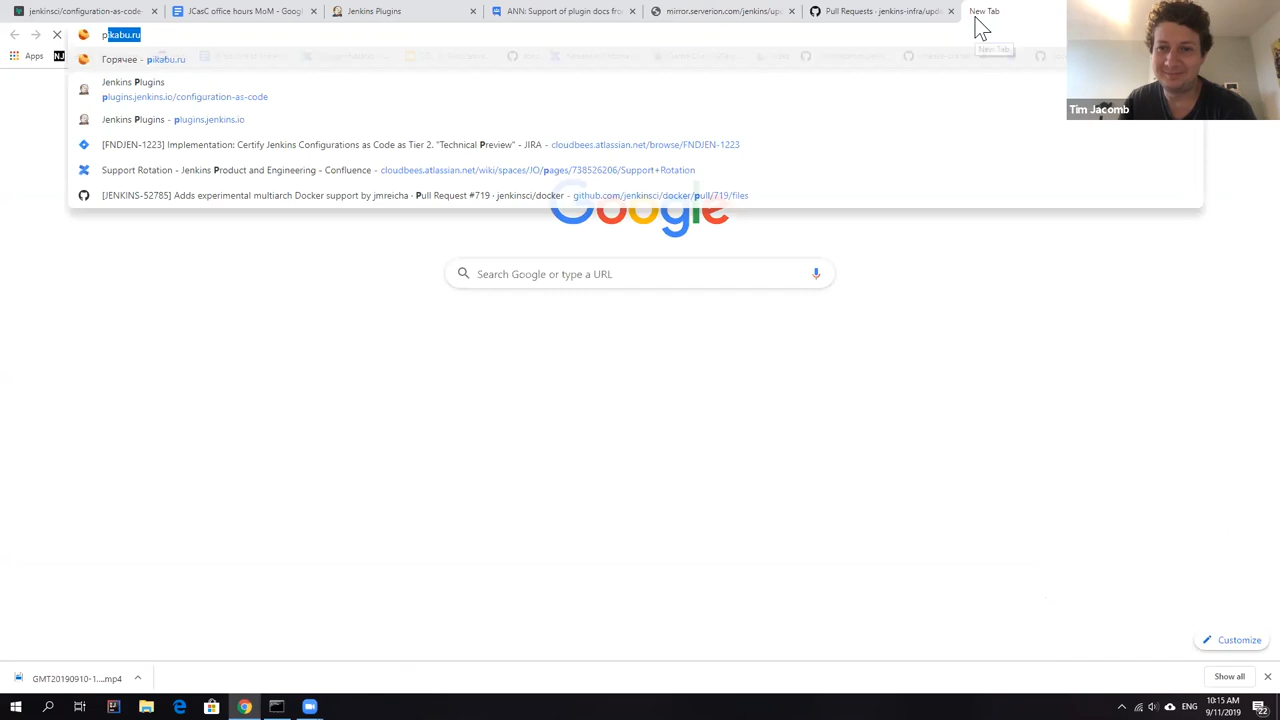 jenkinsci/configuration-as-code-
JCasC office hours MoM - Google
Jenkins Plugins
ANN: Support of plugin docs from
mirror.serverion.com/jenkins/up
Pull Requests · jenkins-infra/upd
New Tab
pikabu.ru
New Tab
Apps
Горячее - pikabu.ru
Jenkins Plugins
plugins.jenkins.io/configuration-as-code
Jenkins Plugins - plugins.jenkins.io
[FNDJEN-1223] Implementation: Certify Jenkins Configurations as Code as Tier 2. "Technical Preview" - JIRA - cloudbees.atlassian.net/browse/FNDJEN-1223
Support Rotation - Jenkins Product and Engineering - Confluence - cloudbees.atlassian.net/wiki/spaces/JO/pages/738526206/Support+Rotation
[JENKINS-52785] Adds experimental multiarch Docker support by jmreicha · Pull Request #719 · jenkinsci/docker - github.com/jenkinsci/docker/pull/719/files
Tim Jacomb
Google
Search Google or type a URL
Customize
GMT20190910-1....mp4
Show all
ENG
10:15 AM
9/11/2019
22